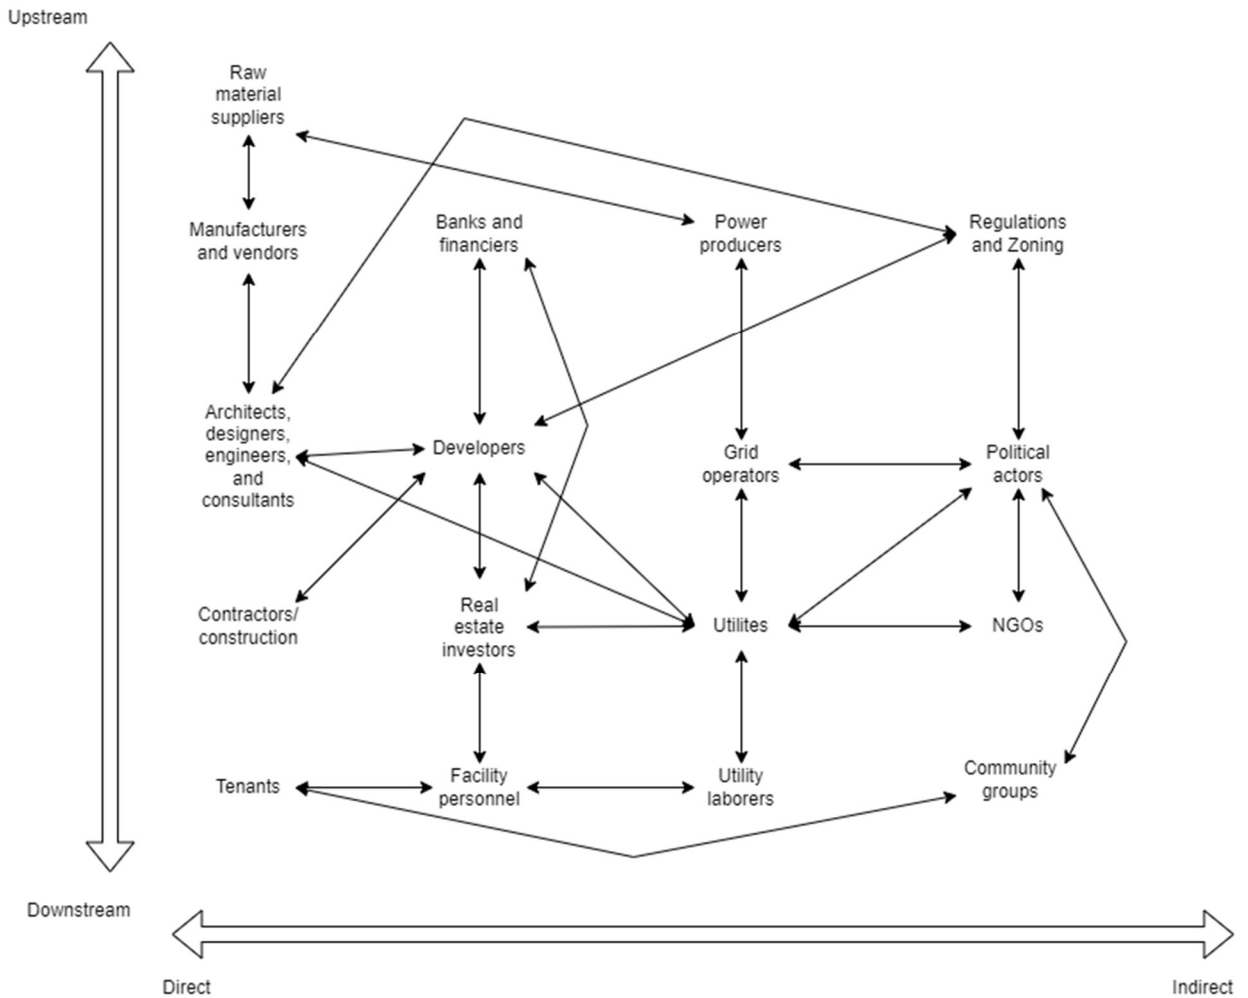 Upstream
Raw
material
suppliers
Manufacturers
and vendors
Banks and
financiers
Power
producers
Regulations
and Zoning
Architects,
designers,
engineers,
and
consultants
Developers
Grid
operators
Political
actors
Contractors/
construction
Real
estate
investors
Utilites
NGOs
Tenants
Facility
personnel
Utility
laborers
Community
groups
Downstream
Direct
Indirect